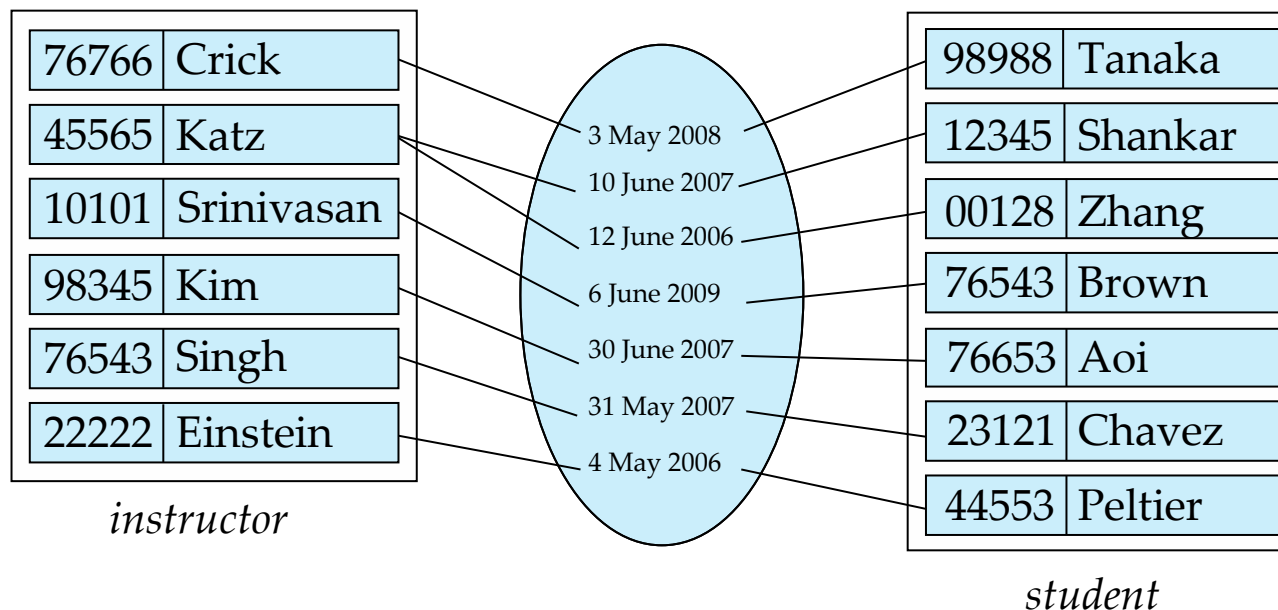 76766 Crick
45565 Katz
10101 Srinivasan
98345 Kim
76543 Singh
22222 Einstein
instructor
3 May 2008
10 June 2007
12 June 2006
6 June 2009
30 June 2007
31 May 2007
4 May 2006
98988 Tanaka
12345 Shankar
00128 Zhang
76543 Brown
76653 Aoi
23121 Chavez
44553 Peltier
student